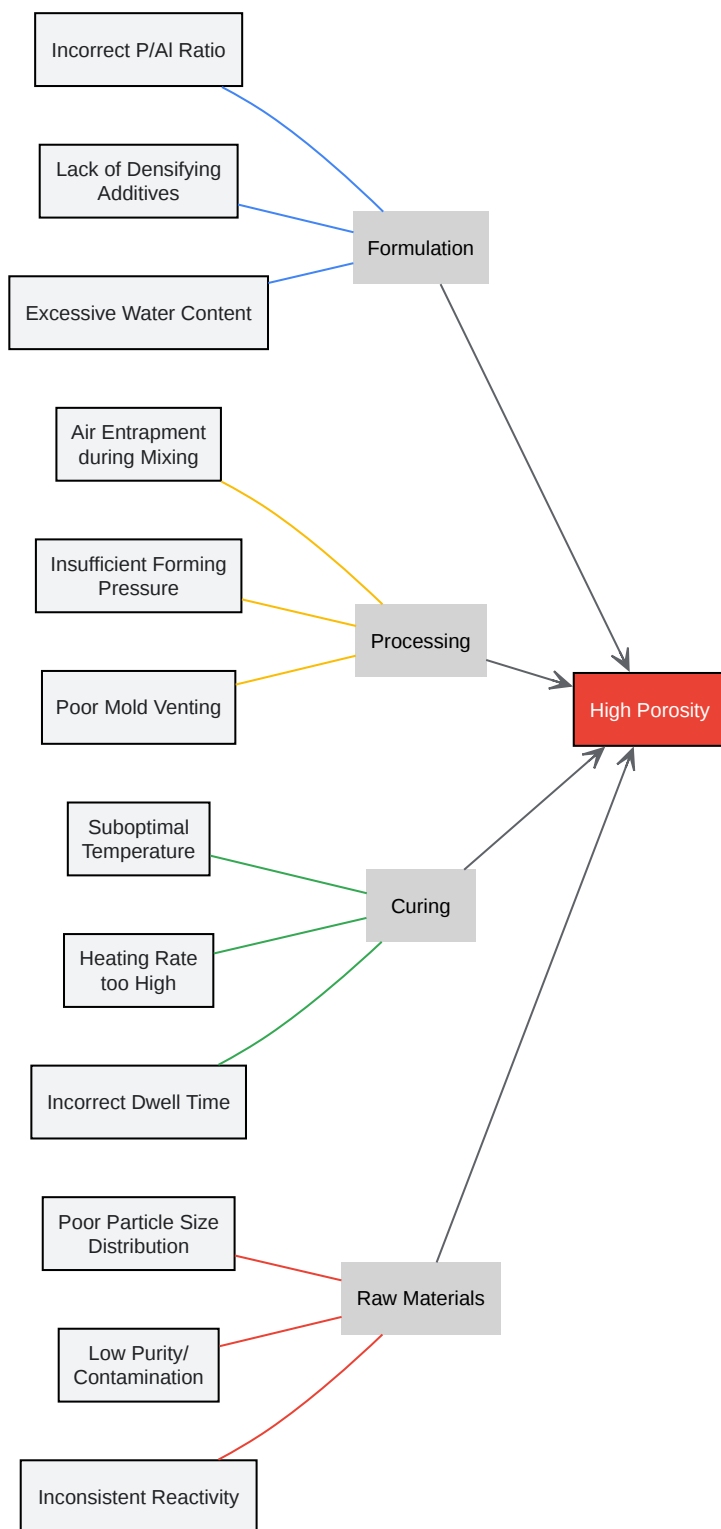 Incorrect P/Al Ratio
Lack of Densifying
Additives
Formulation
Excessive Water Content
Air Entrapment
during Mixing
Insufficient Forming
Pressure
Processing
Poor Mold Venting
High Porosity
Suboptimal
Temperature
Curing
Heating Rate
too High
Incorrect Dwell Time
Poor Particle Size
Distribution
Raw Materials
Low Purity/
Contamination
Inconsistent Reactivity